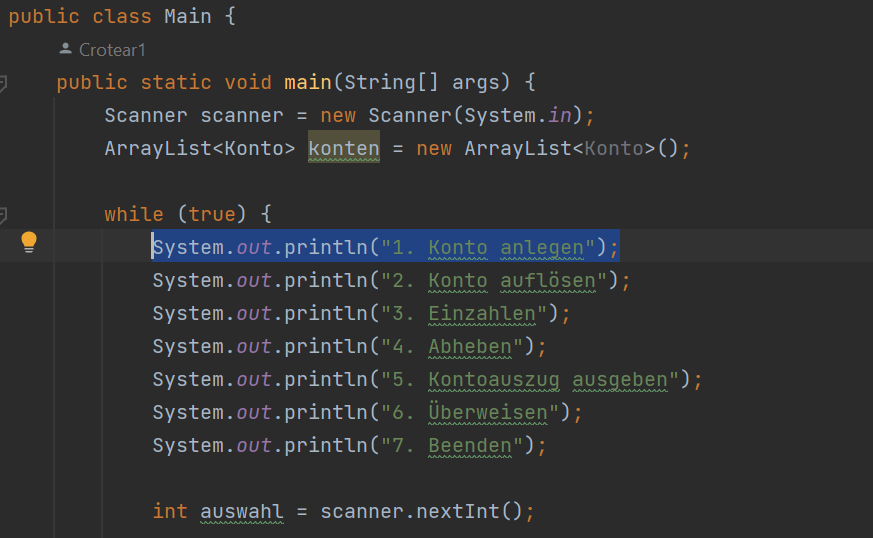 public class Main {
Crotear1
public static void main(String[] args) {
Scanner scanner = new Scanner(System.in);
ArrayList<Konto> konten = new ArrayList<Konto>();
while (true) {
System.out.println("1. Konto anlegen");
System.out.println("2. Konto auflösen");
System.out.println("3. Einzahlen");
System.out.println("4. Abheben");
System.out.println("5. Kontoauszug ausgeben");
System.out.println("6. Überweisen");
System.out.println("7. Beenden");
int auswahl = scanner.nextInt();